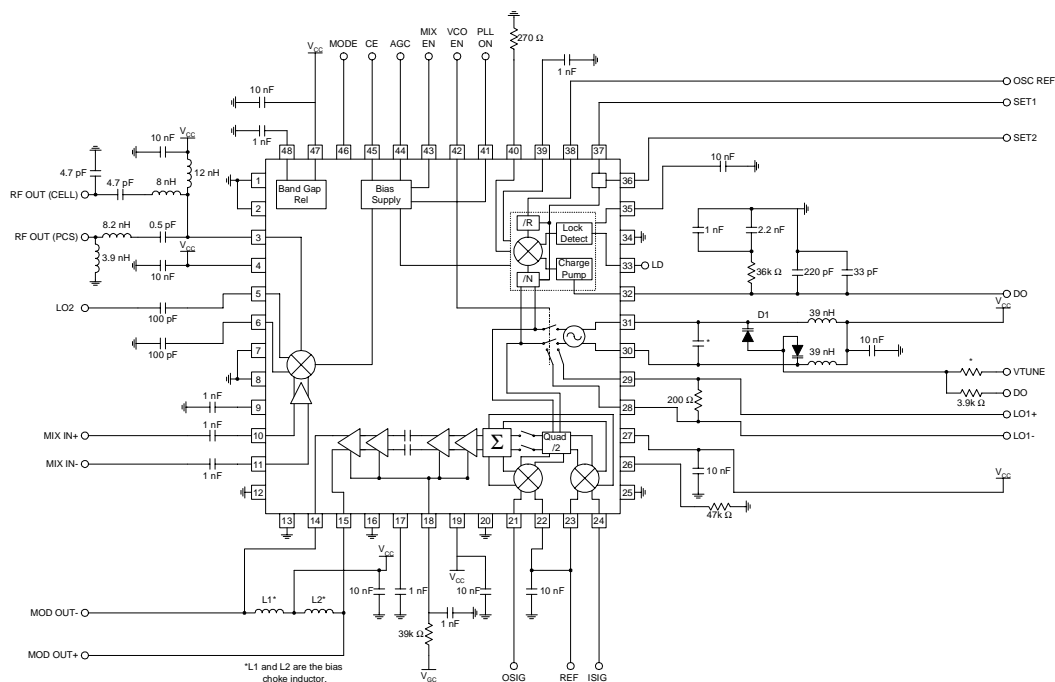 MODE
CE
AGC
MIX EN
VCO EN
PLL ON
270 Ω
VCC
1 nF
10 nF
1 nF
OSC REF
SET1
SET2
48
47
46
45
44
43
42
41
40
39
38
37
10 nF
VCC
4.7 pF
4.7 pF
8 nH
12 nH
RF OUT (CELL)
RF OUT (PCS)
8.2 nH
0.5 pF
3.9 nH
VCC
10 nF
LO2
100 pF
100 pF
1 nF
MIX IN+
1 nF
MIX IN-
1 nF
1
2
3
4
5
6
7
8
9
10
11
12
Band Gap
Rel
Bias
Supply
/R
Lock
Detect
Charge
Pump
/N
Σ
Quad
/2
36
35
34
33
32
31
30
29
28
27
26
25
10 nF
1 nF
2.2 nF
36k Ω
220 pF
33 pF
LD
DO
VCC
D1
39 nH
39 nH
*
10 nF
*
VTUNE
3.9k Ω
DO
200 Ω
LO1+
LO1-
10 nF
VCC
47k Ω
13
14
15
16
17
18
19
20
21
22
23
24
VCC
10 nF
1 nF
VCC
10 nF
10 nF
1 nF
39k Ω
VGC
L1*
L2*
MOD OUT-
MOD OUT+
*L1 and L2 are the bias
choke inductor.
OSIG
REF
ISIG